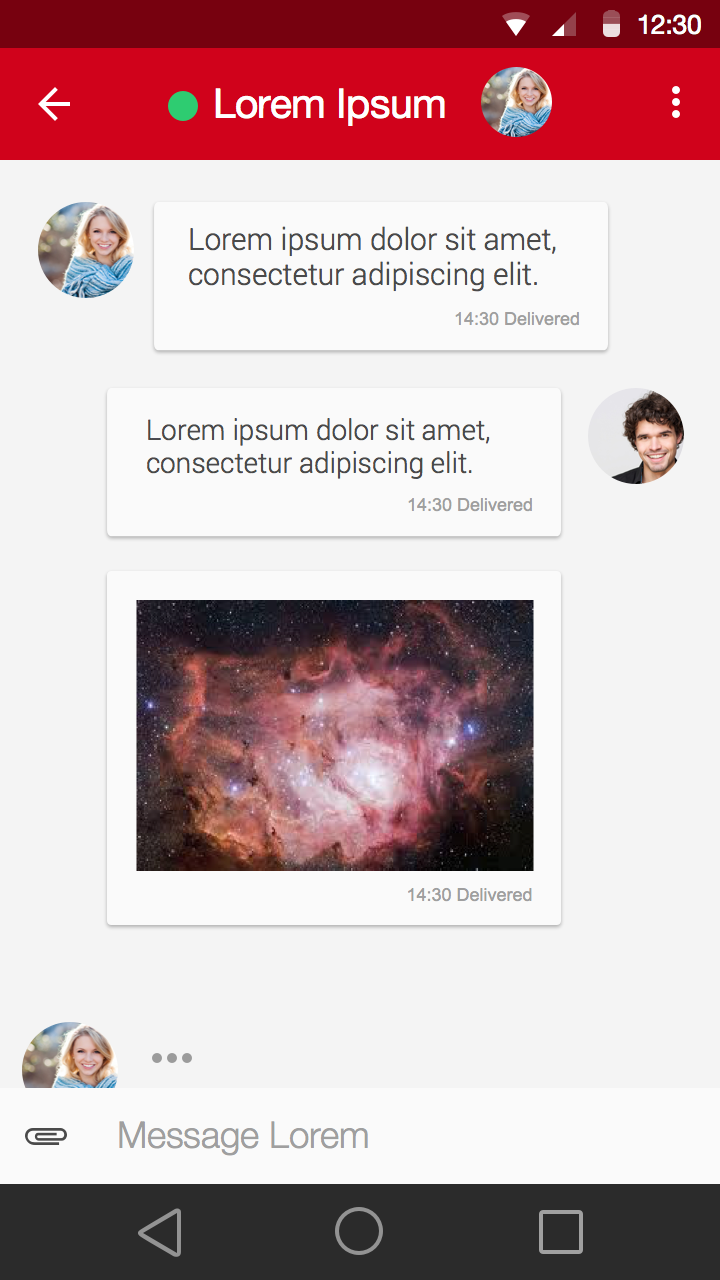 12:30
Lorem Ipsum
Lorem ipsum dolor sit amet,
consectetur adipiscing elit.
14:30 Delivered
Lorem ipsum dolor sit amet,
consectetur adipiscing elit.
14:30 Delivered
14:30 Delivered
Message Lorem